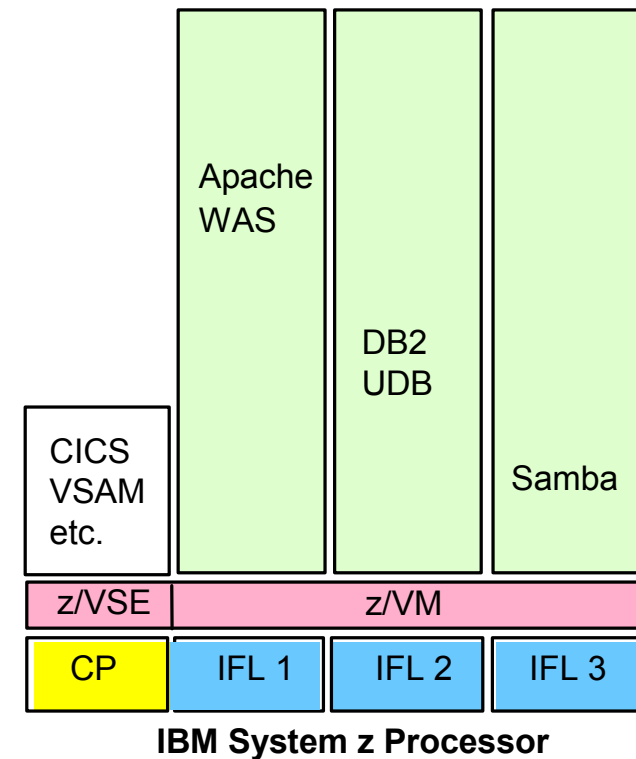 Apache
WAS
DB2
UDB
CICS
VSAM
etc.
Samba
z/VSE
z/VM
CP
IFL 1
IFL 2
IFL 3
IBM System z Processor